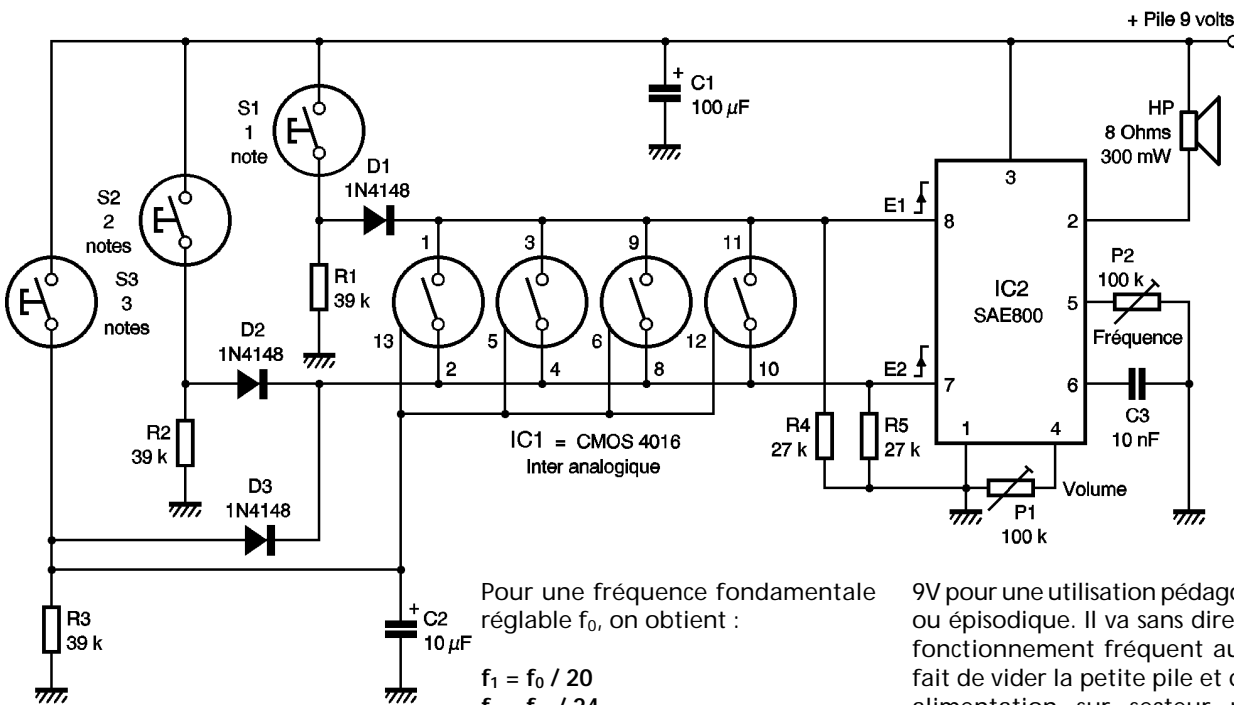 + Pile 9 volts
S1
1
note
+
C1
100 µF
HP
8 Ohms
300 mW
S2
2
notes
D1
1N4148
S3
3
notes
R1
39 k
1
3
9
11
13
5
6
12
2
4
8
10
E1
8
3
2
IC2
SAE800
5
P2
100 k
Fréquence
E2
7
6
1
4
C3
10 nF
D2
1N4148
R2
39 k
IC1 = CMOS 4016
Inter analogique
R4
27 k
R5
27 k
Volume
P1
100 k
D3
1N4148
R3
39 k
+
C2
10 µF
Pour une fréquence fondamentale
réglable f₀, on obtient :
f₁ = f₀ / 20
9V pour une utilisation
ou épisodique. Il va sans dire
fonctionnement fréquent
fait de vider la petite pile et